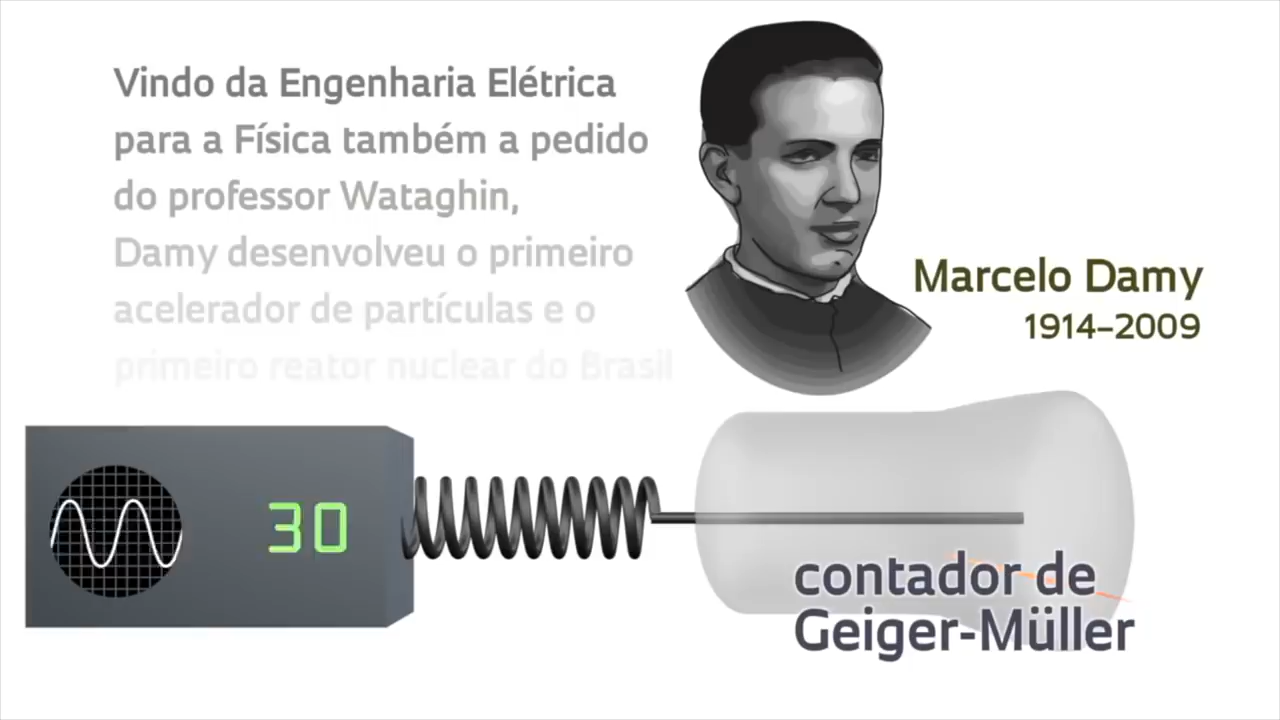 Vindo da Engenharia Elétrica
para a Física também a pedido
do professor Wataghin,
Damy desenvolveu o primeiro
acelerador de partículas e o
primeiro reator nuclear do Brasil
Marcelo Damy
1914–2009
30
contador de
Geiger-Müller